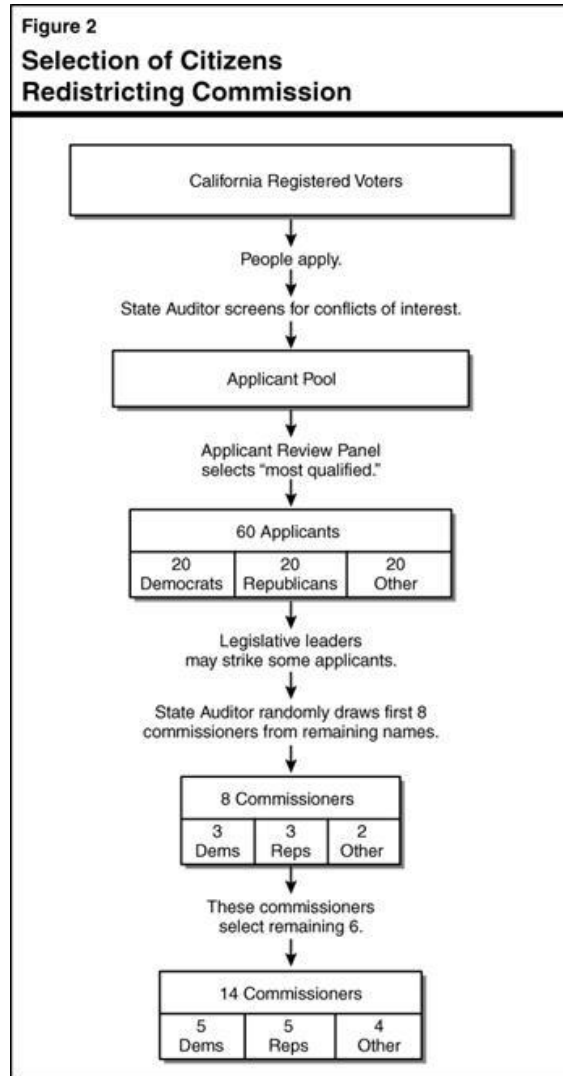 Figure 2
Selection of Citizens
Redistricting Commission
California Registered Voters
People apply.
State Auditor screens for conflicts of interest.
Applicant Pool
Applicant Review Panel
selects “most qualified.”
60 Applicants
20 20 20
Democrats Republicans Other
Legislative leaders
may strike some applicants.
State Auditor randomly draws first 8
commissioners from remaining names.
8 Commissioners
3 3 2
Dems Reps Other
These commissioners
select remaining 6.
14 Commissioners
5 5 4
Dems Reps Other